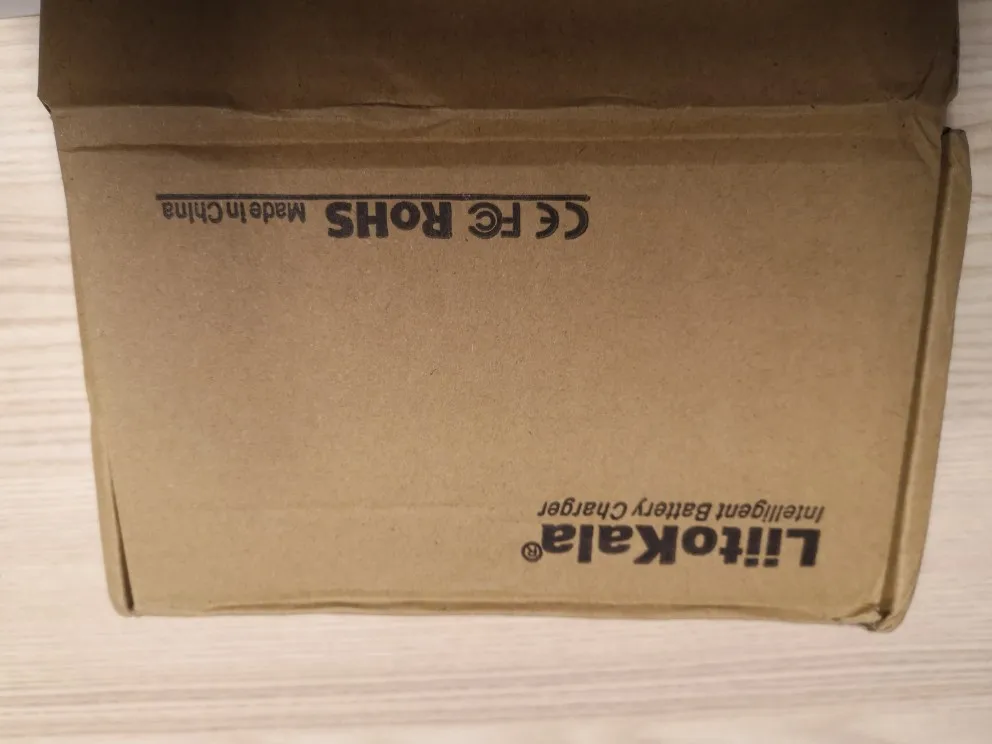 LiitoKala®
Intelligent Battery Charger
CE FC RoHS Made in China